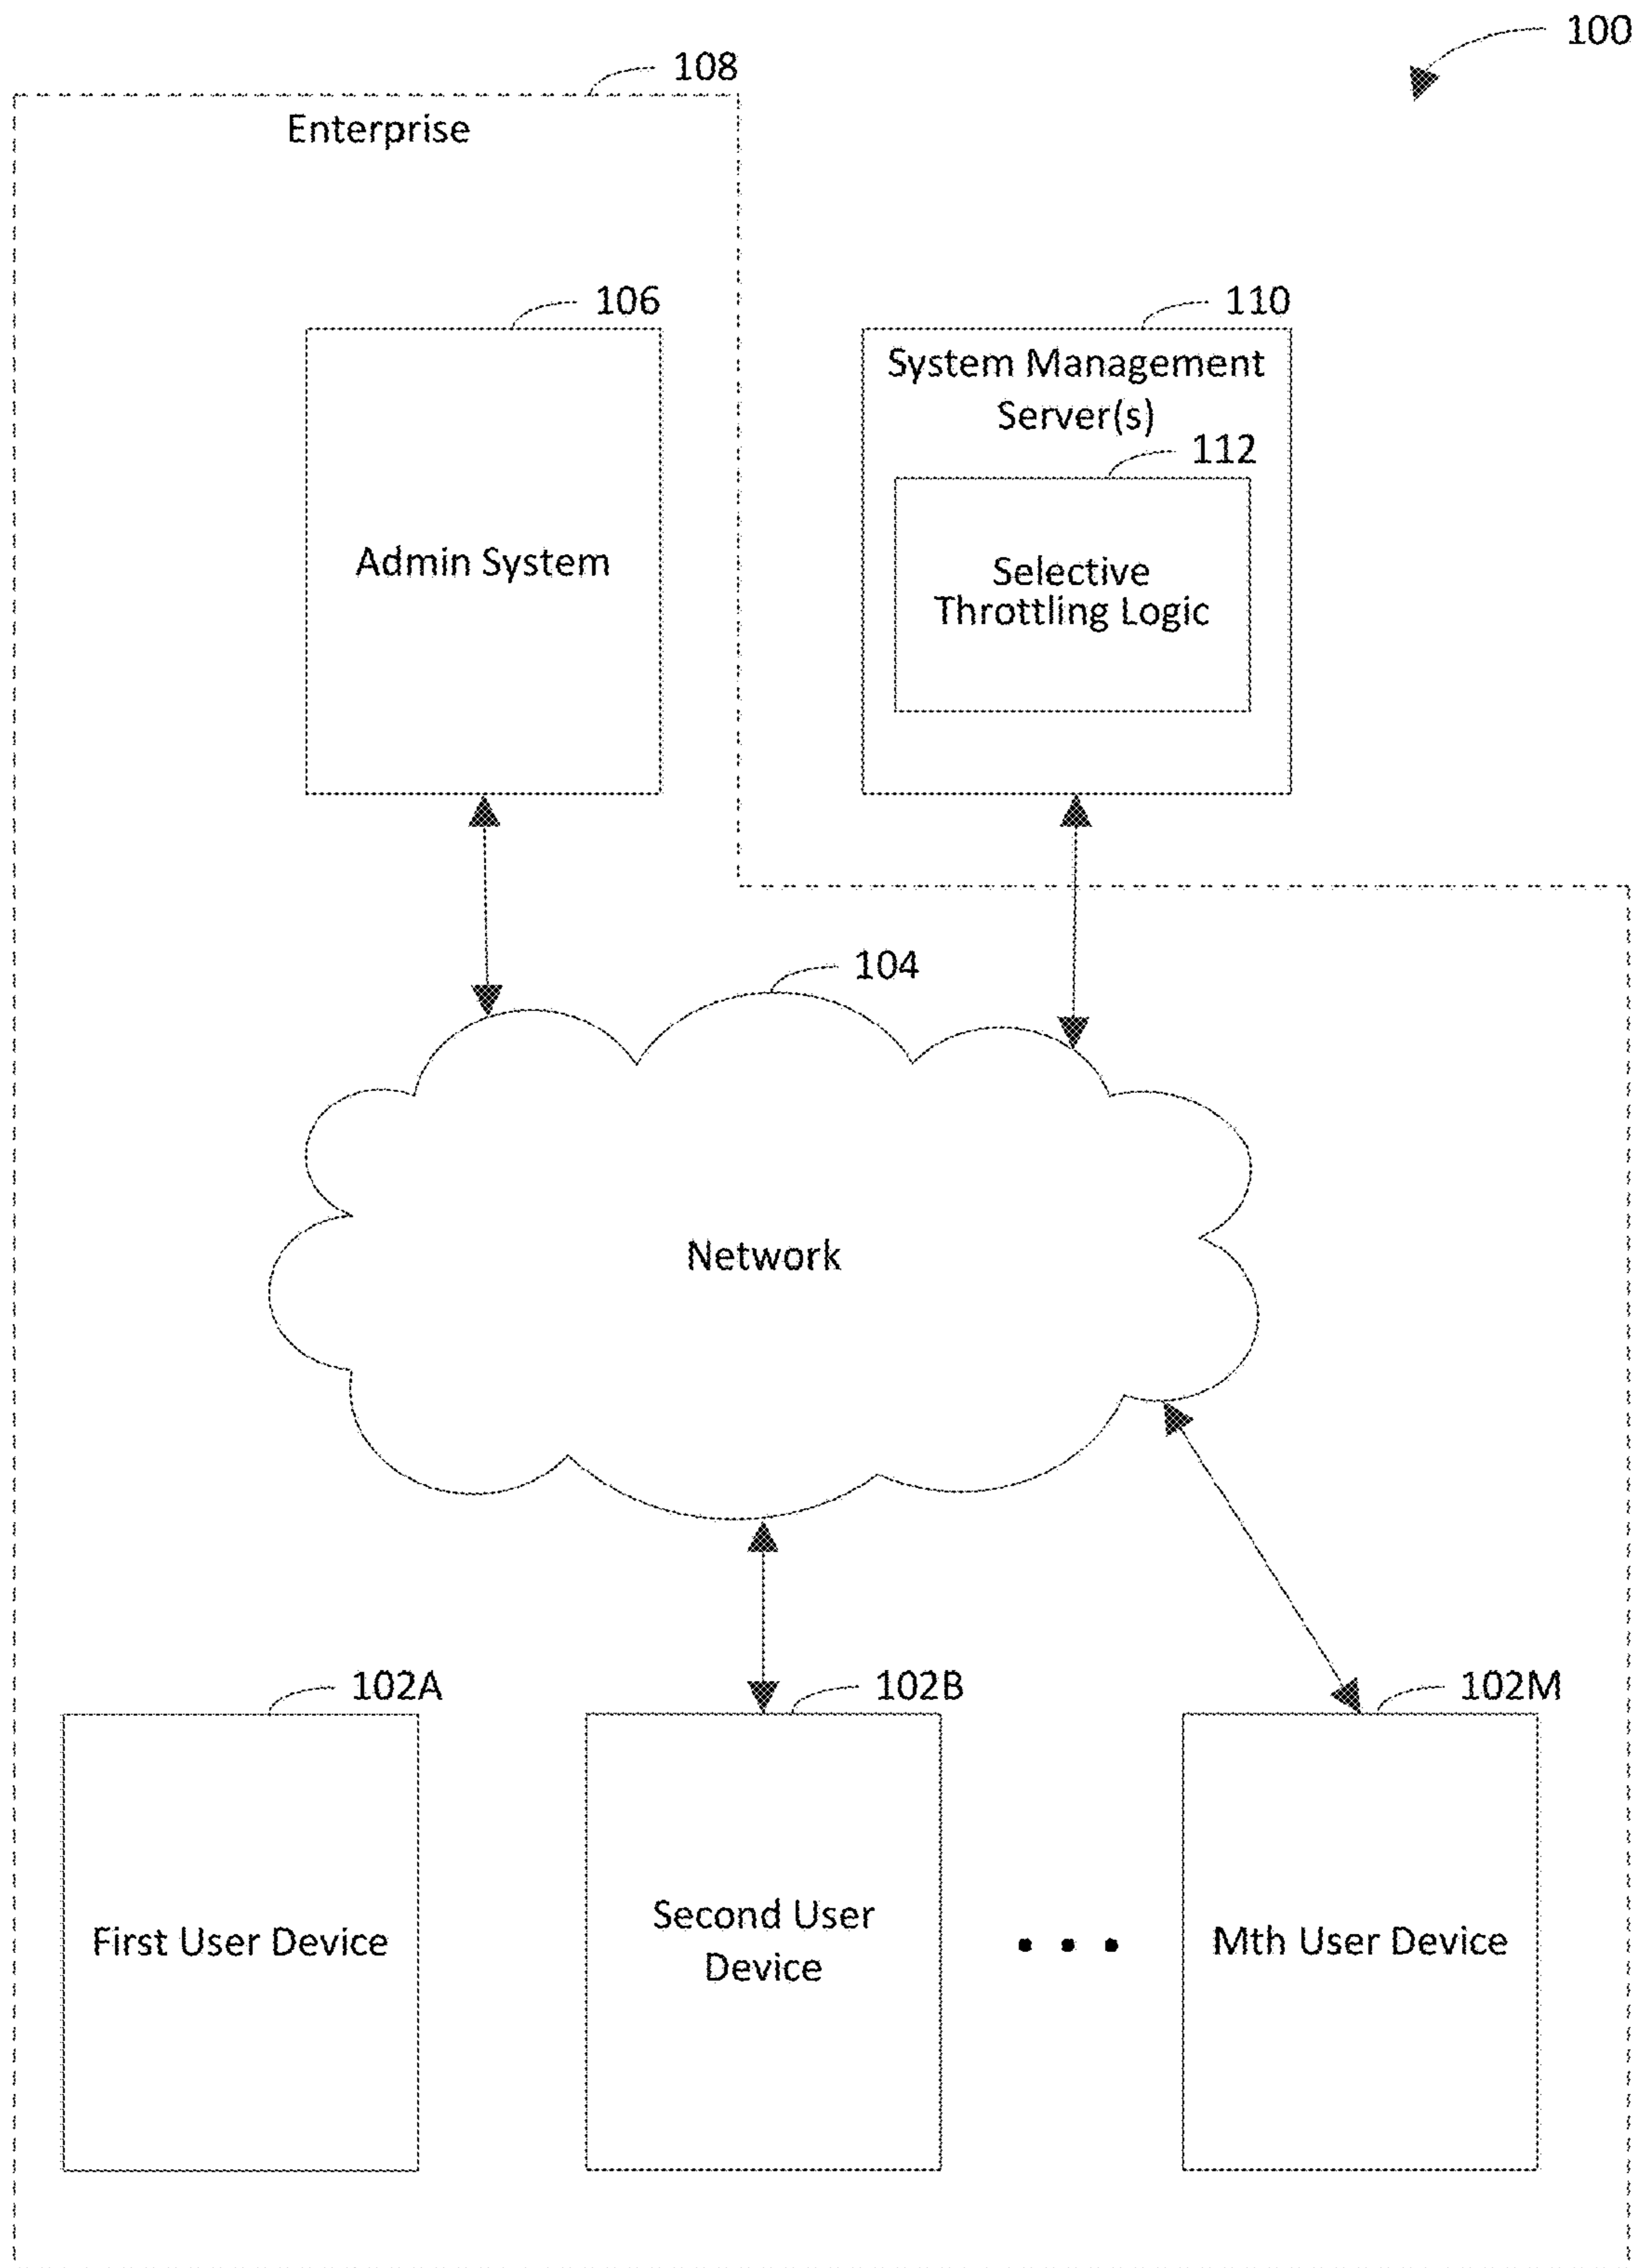 100
108
Enterprise
106
110
Admin System
System Management
Server(s)
112
Selective
Throttling Logic
104
Network
102A
102B
102M
First User Device
Second User
Device
• • •
Mth User Device